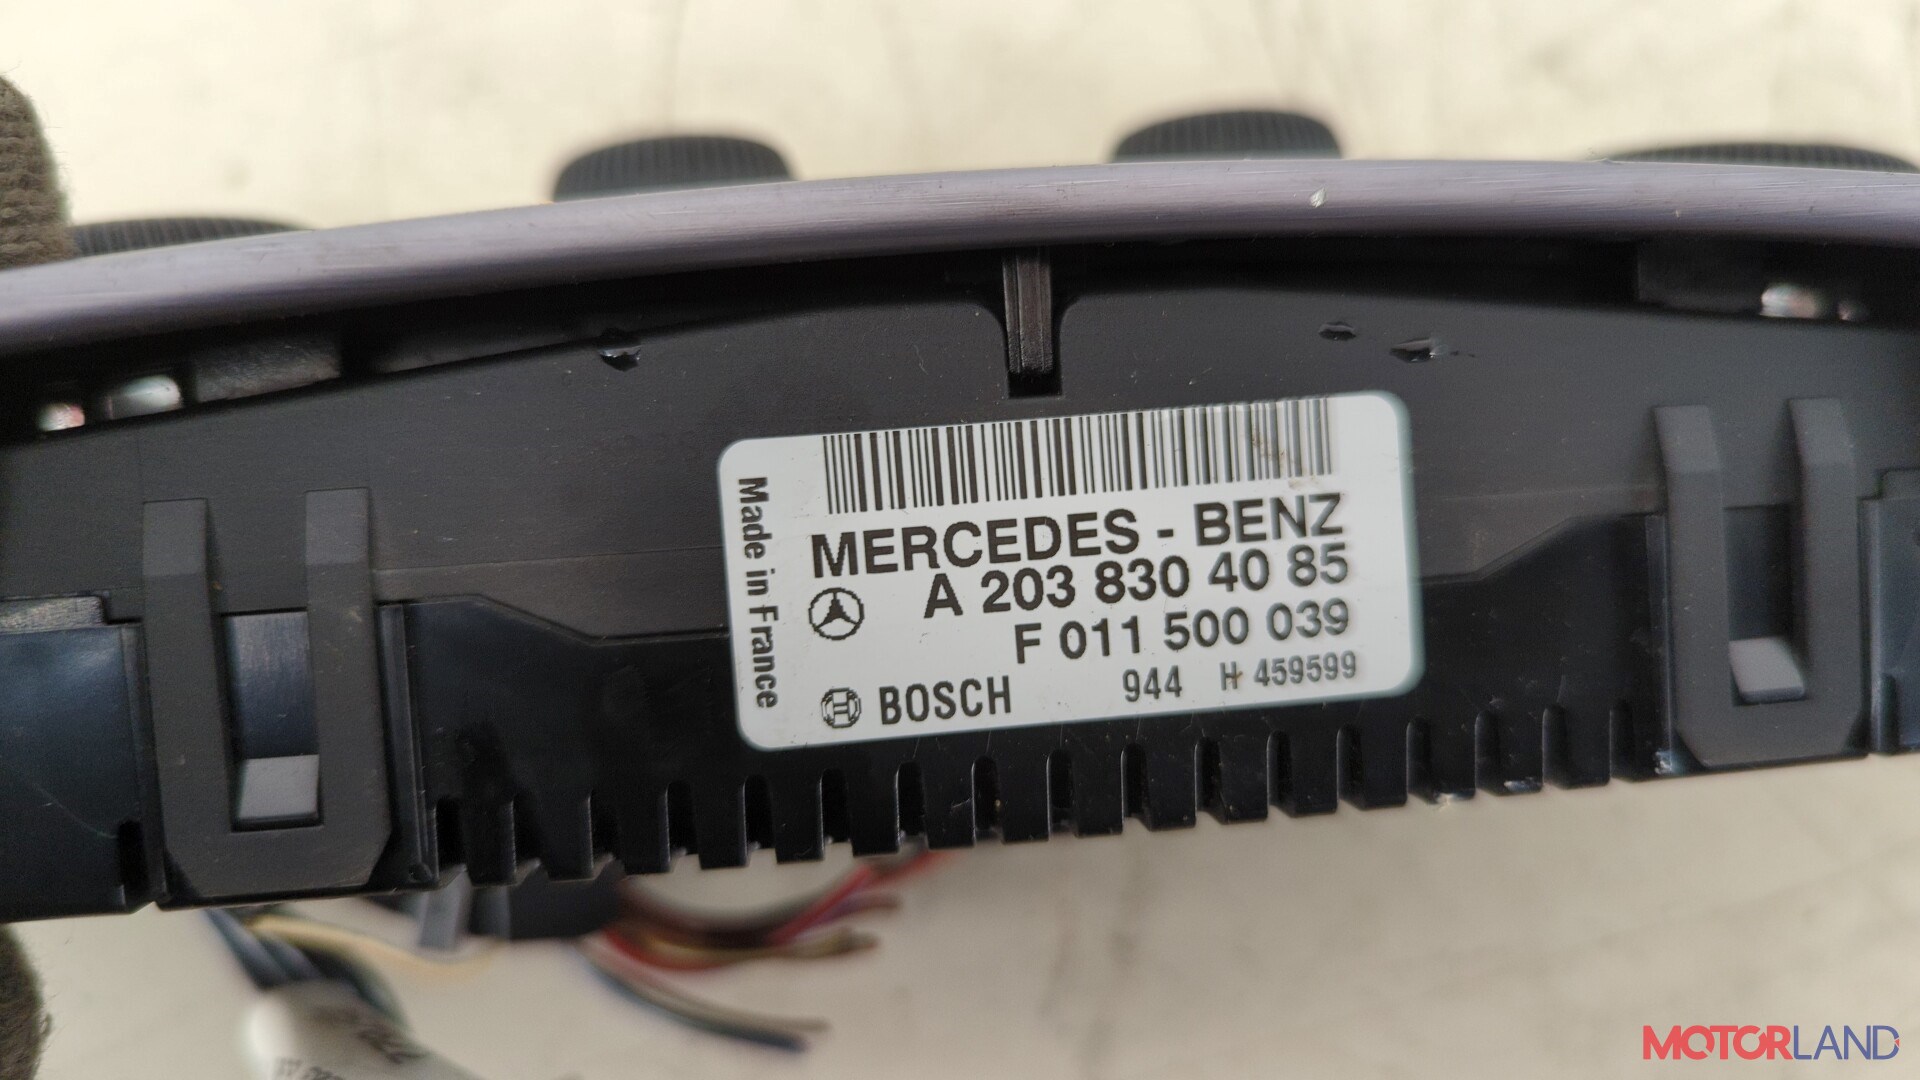 Made in France
MERCEDES - BENZ
A 203 830 40 85
F 011 500 039
BOSCH 944 H 459599
MOTORLAND